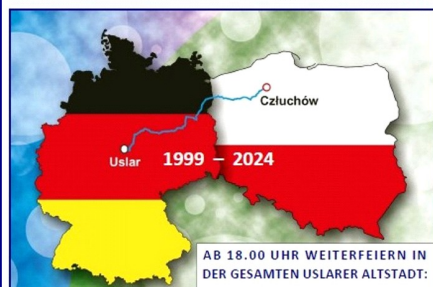 Człuchów
Uslar
1999 – 2024
AB 18.00 UHR WEITERFEIERN IN
DER GESAMTEN USLARER ALTSTADT: